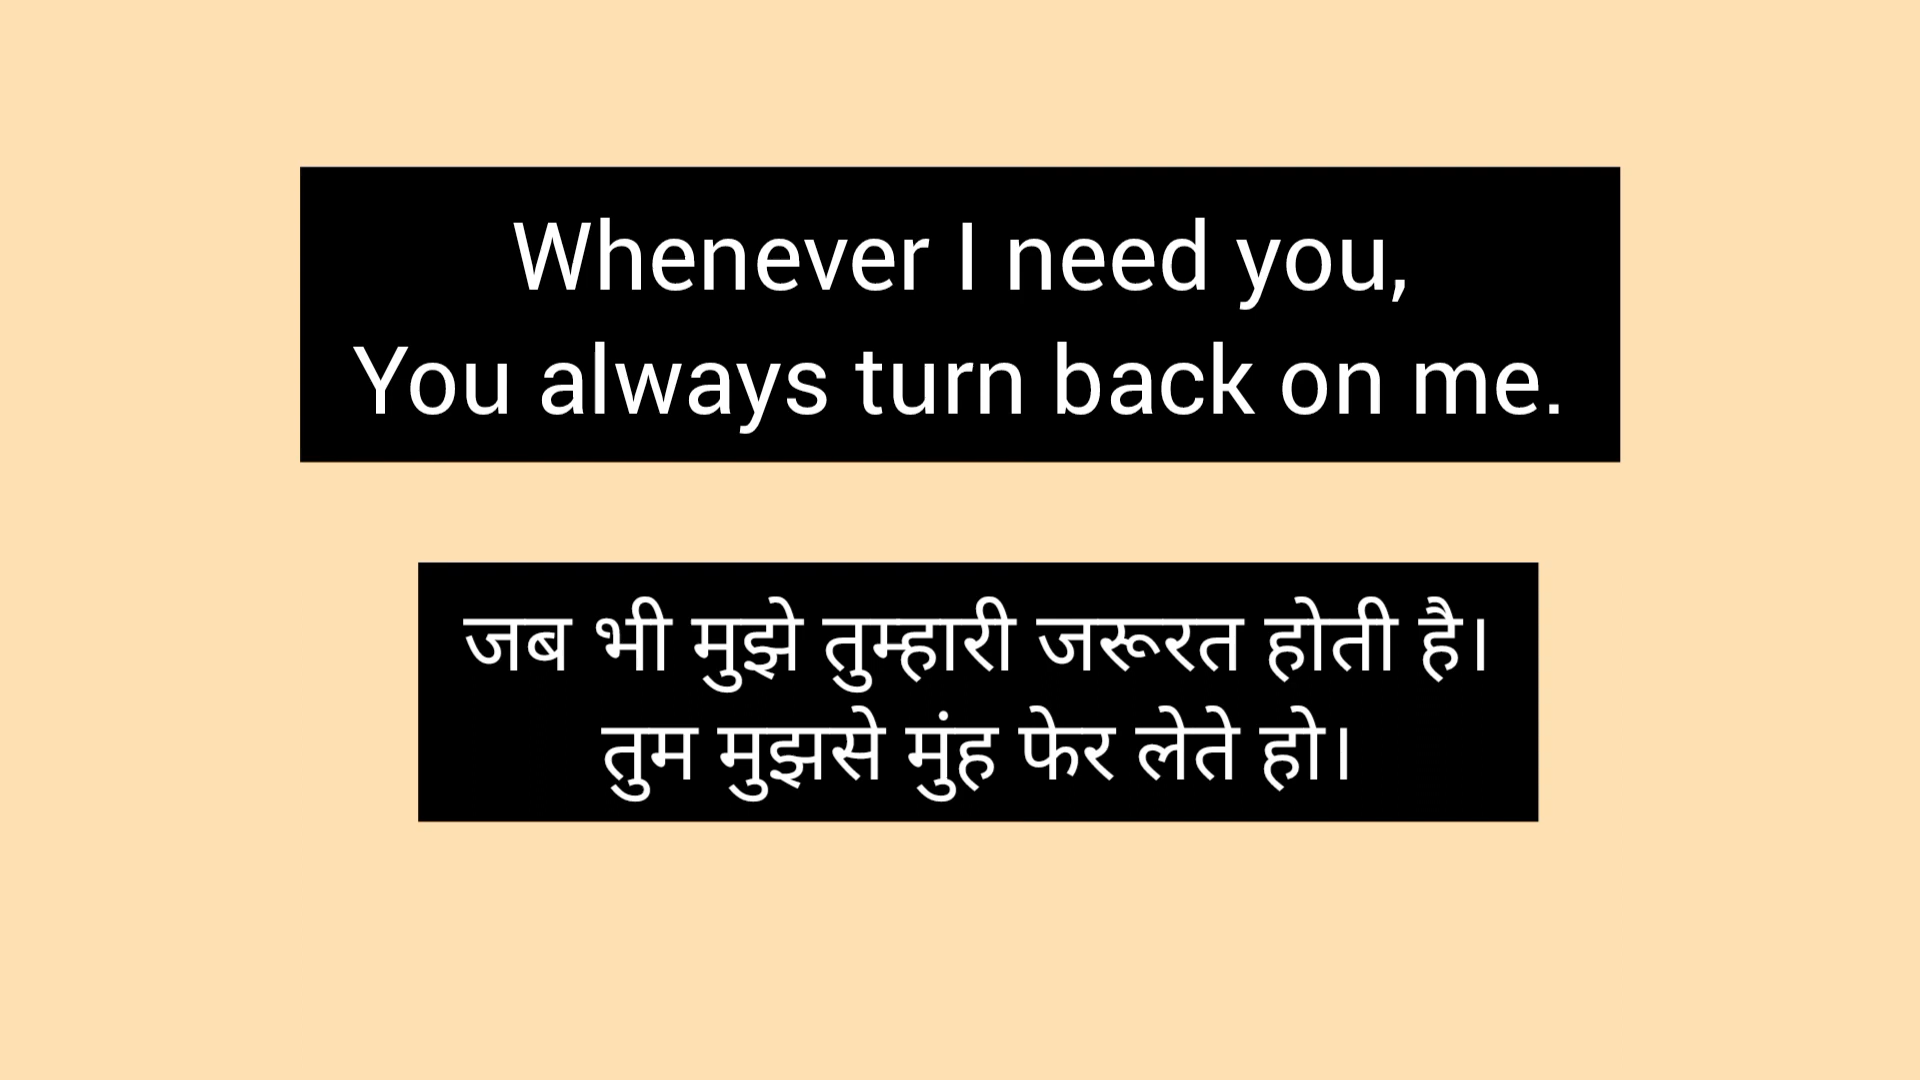 Whenever I need you,
You always turn back on me.
जब भी मुझे तुम्हारी जरूरत होती है।
तुम मुझसे मुंह फेर लेते हो।